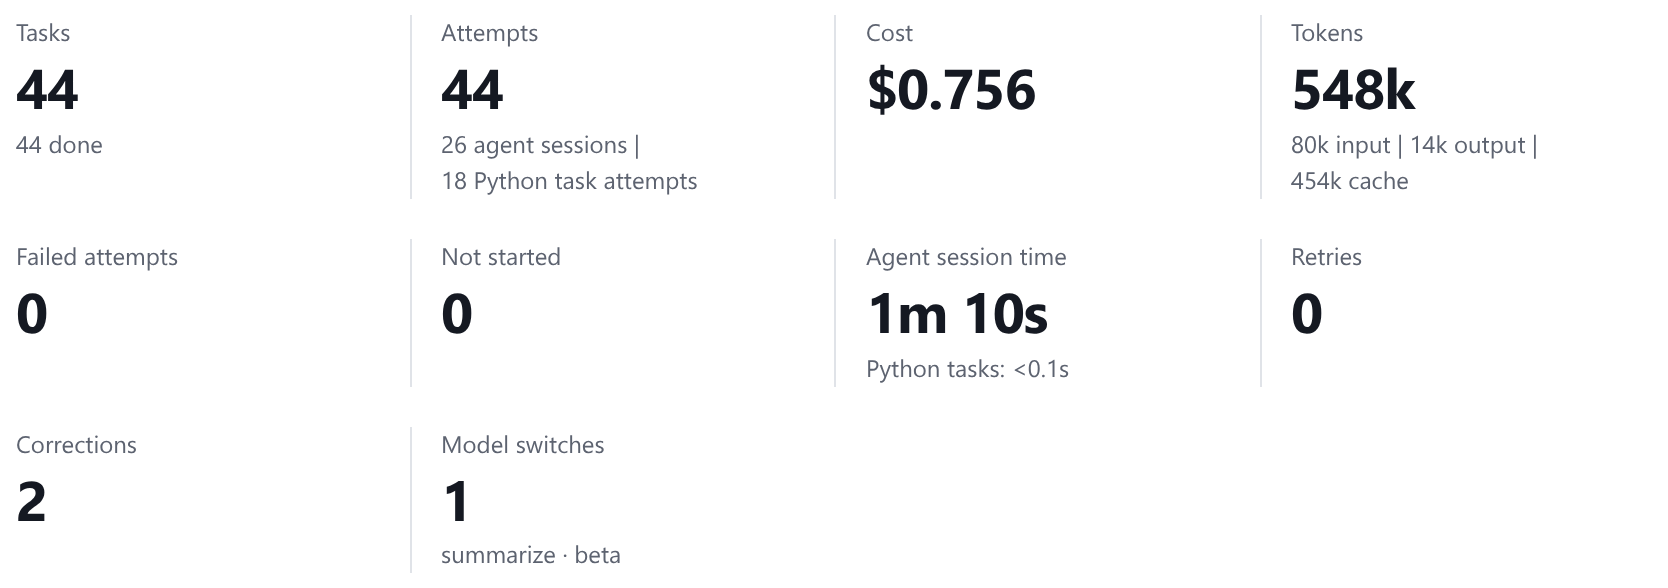 Tasks
44
44 done
Attempts
44
26 agent sessions |
18 Python task attempts
Cost
$0.756
Tokens
548k
80k input | 14k output |
454k cache
Failed attempts
0
Not started
0
Agent session time
1m 10s
Python tasks: <0.1s
Retries
0
Corrections
2
Model switches
1
summarize · beta